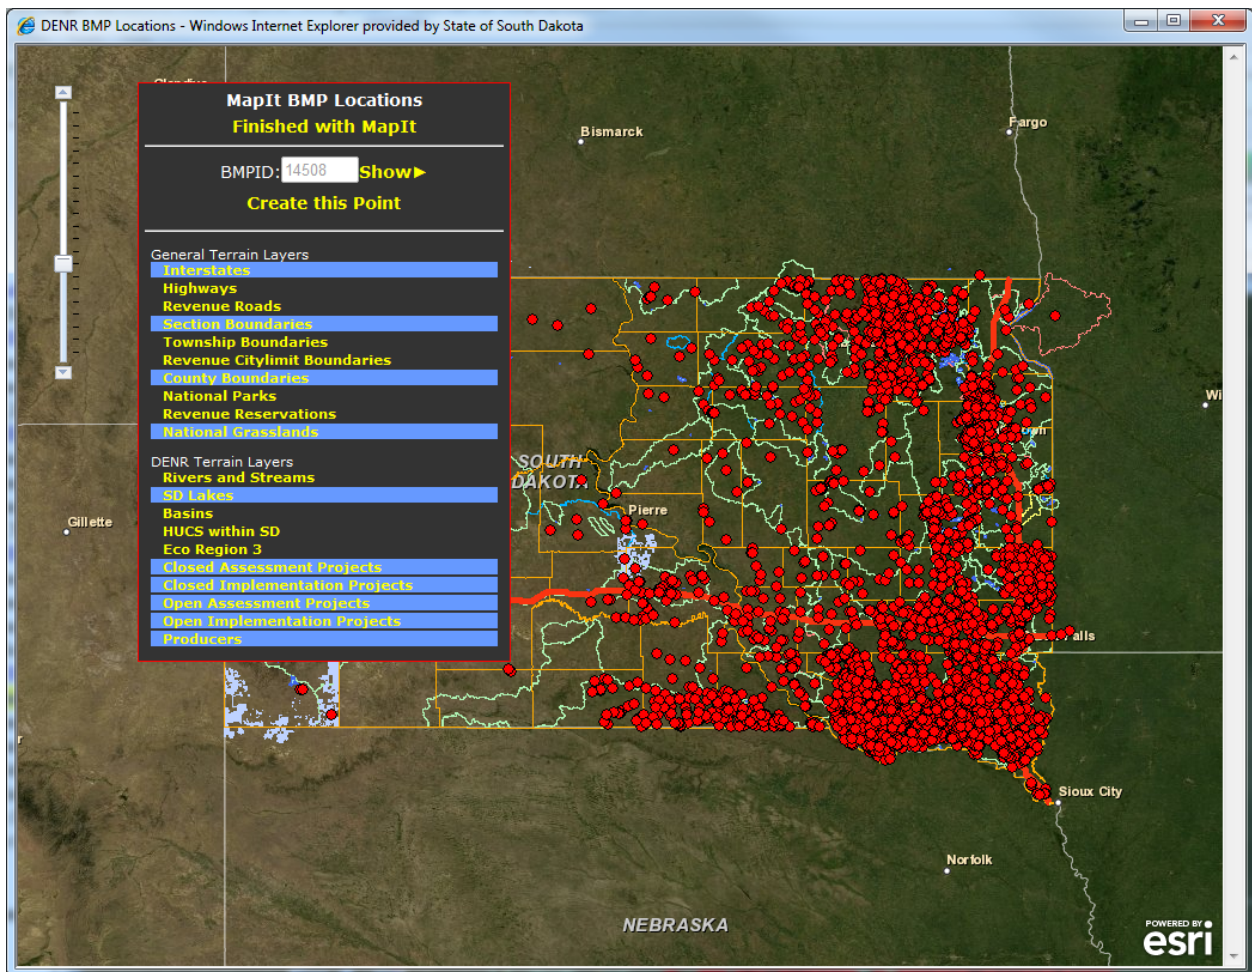 DENR BMP Locations - Windows Internet Explorer provided by State of South Dakota
MapIt BMP Locations
Finished with MapIt
BMPID: 14508 Show
Create this Point
General Terrain Layers
Interstates
Highways
Revenue Roads
Section Boundaries
Township Boundaries
Revenue Citylimit Boundaries
County Boundaries
National Parks
Revenue Reservations
National Grasslands
DENR Terrain Layers
Rivers and Streams
SD Lakes
Basins
HUCS within SD
Eco Region 3
Closed Assessment Projects
Closed Implementation Projects
Open Assessment Projects
Open Implementation Projects
Producers
Bismarck
Fargo
Wi
SOUTH
DAKOTA
Pierre
Gillette
Falls
Sioux City
Norfolk
NEBRASKA
POWERED BY
esri